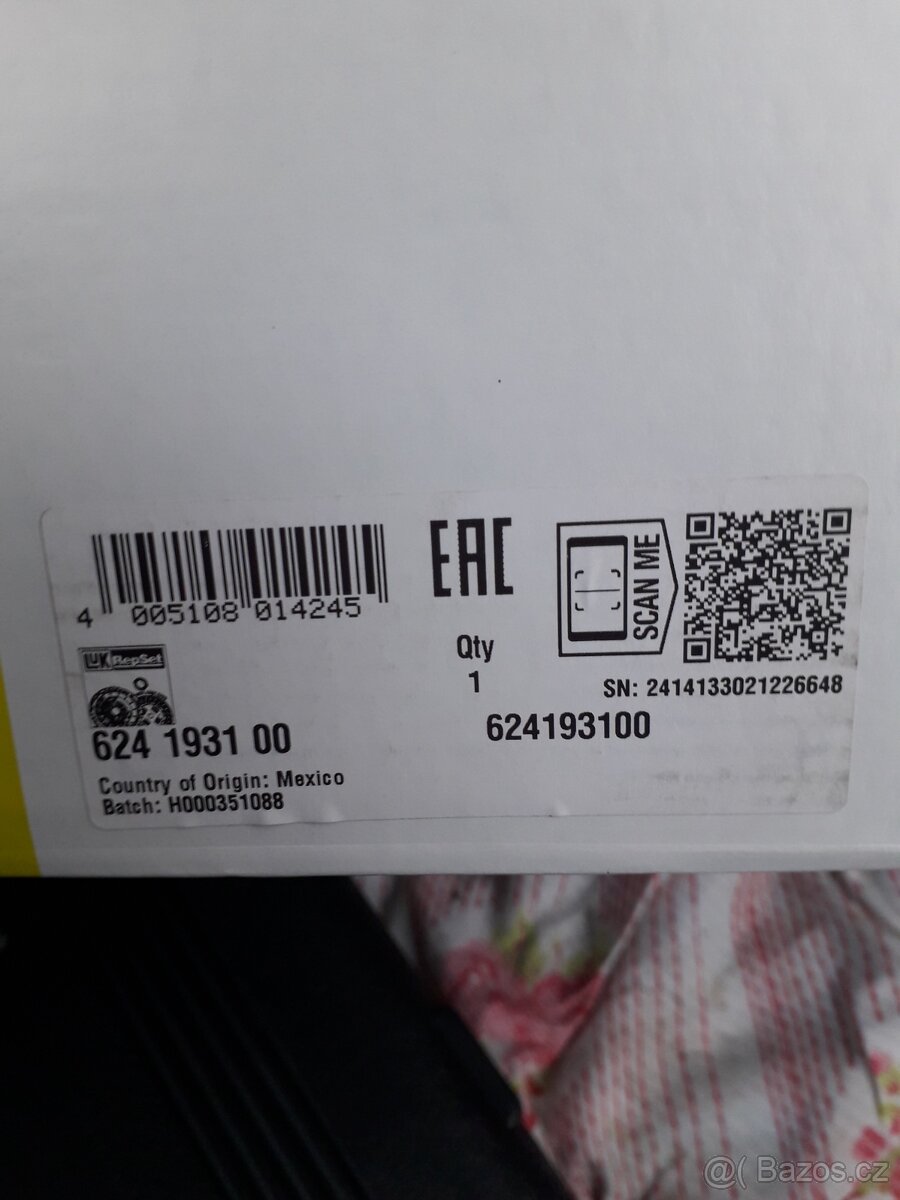 4 005108 014245
EAC
SCAN ME
LUK RepSet
Qty
1
SN: 2414133021226648
624 1931 00
624193100
Country of Origin: Mexico
Batch: H000351088
@( Bazos.cz